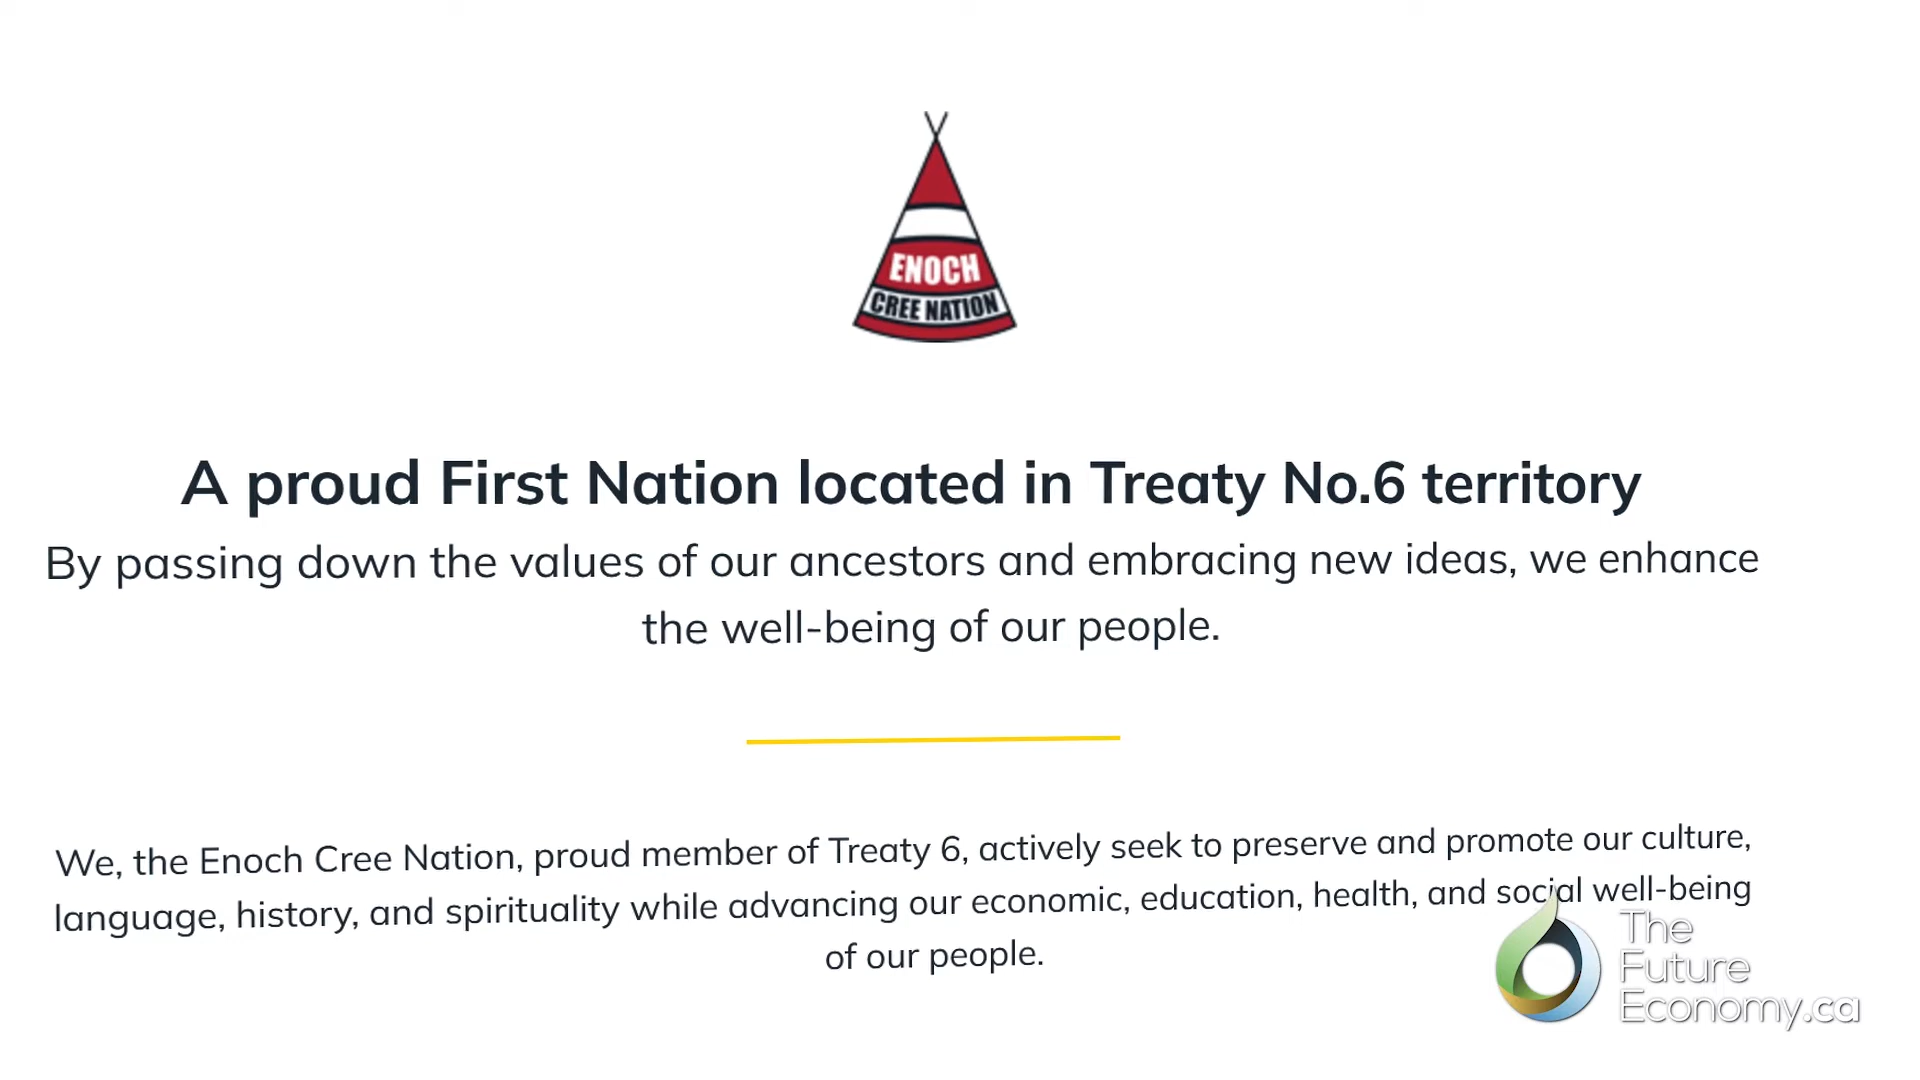 ENOCH
CREE NATION
A proud First Nation located in Treaty No.6 territory
By passing down the values of our ancestors and embracing new ideas, we enhance
the well-being of our people.
We, the Enoch Cree Nation, proud member of Treaty 6, actively seek to preserve and promote our culture,
language, history, and spirituality while advancing our economic, education, health, and social well-being
of our people.
The
Future
Economy.ca